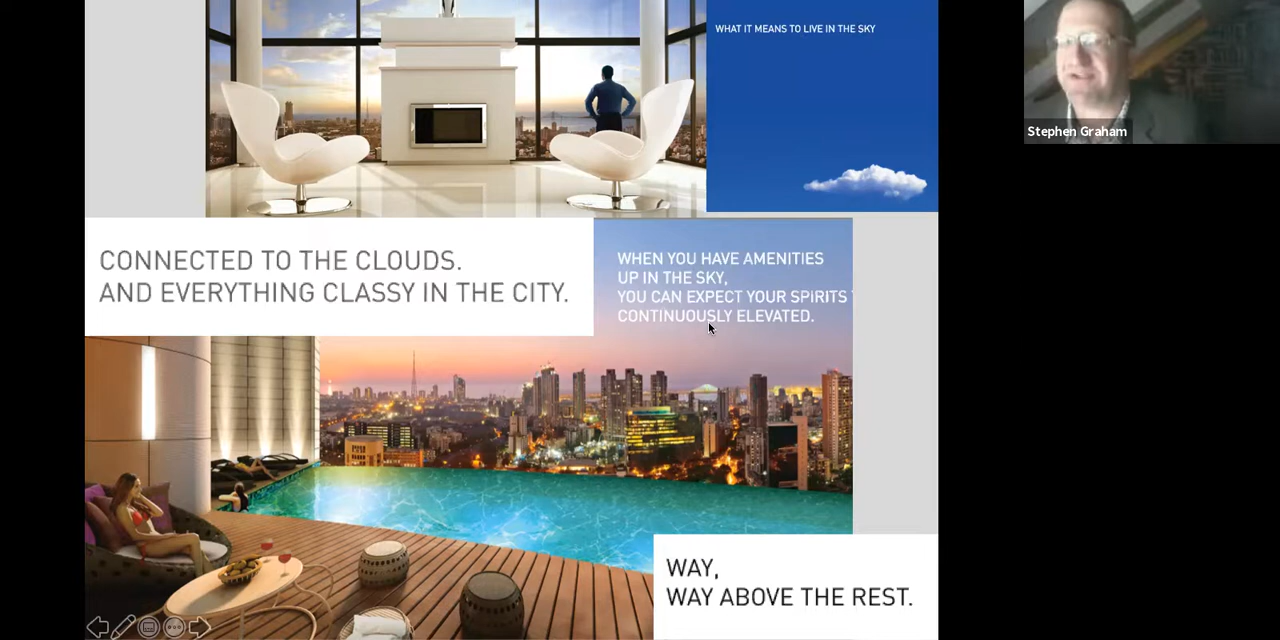 WHAT IT MEANS TO LIVE IN THE SKY
Stephen Graham
CONNECTED TO THE CLOUDS.
AND EVERYTHING CLASSY IN THE CITY.
WHEN YOU HAVE AMENITIES
UP IN THE SKY,
YOU CAN EXPECT YOUR SPIRITS
CONTINUOUSLY ELEVATED.
WAY,
WAY ABOVE THE REST.